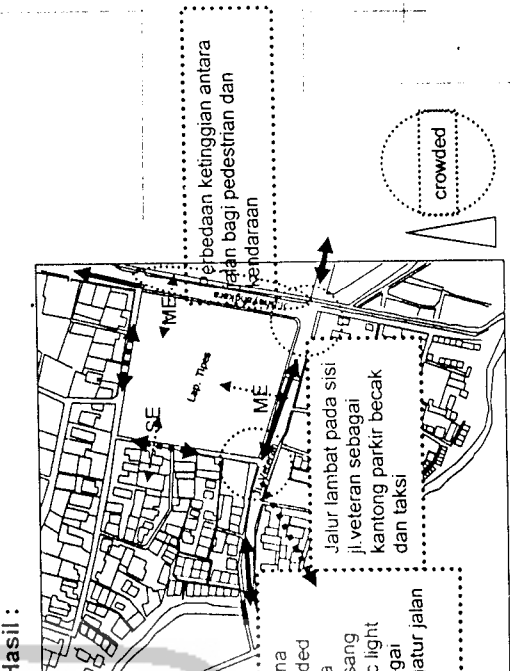 Hasil :
erbedaan ketinggian antara
jalan bagi pedestrian dan
kendaraan
crowded
ME
SE
Lap. Tipes
ME
Jalur lambat pada sisi
jl.veteran sebagai
kantong parkir becak
dan taksi
na
ded
a
sang
c light
gai
atur jalan